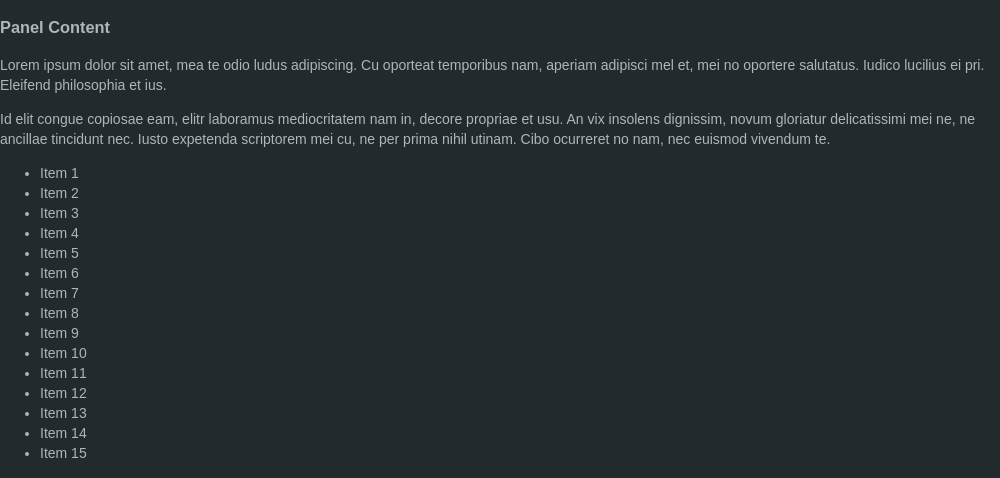 Panel Content
Lorem ipsum dolor sit amet, mea te odio ludus adipiscing. Cu oporteat temporibus nam, aperiam adipisci mel et, mei no oportere salutatus. Iudico lucilius ei pri.
Eleifend philosophia et ius.
Id elit congue copiosae eam, elitr laboramus mediocritatem nam in, decore propriae et usu. An vix insolens dignissim, novum gloriatur delicatissimi mei ne, ne
ancillae tincidunt nec. Iusto expetenda scriptorem mei cu, ne per prima nihil utinam. Cibo ocurreret no nam, nec euismod vivendum te.
• Item 1
• Item 2
• Item 3
• Item 4
• Item 5
• Item 6
• Item 7
• Item 8
• Item 9
• Item 10
• Item 11
• Item 12
• Item 13
• Item 14
• Item 15